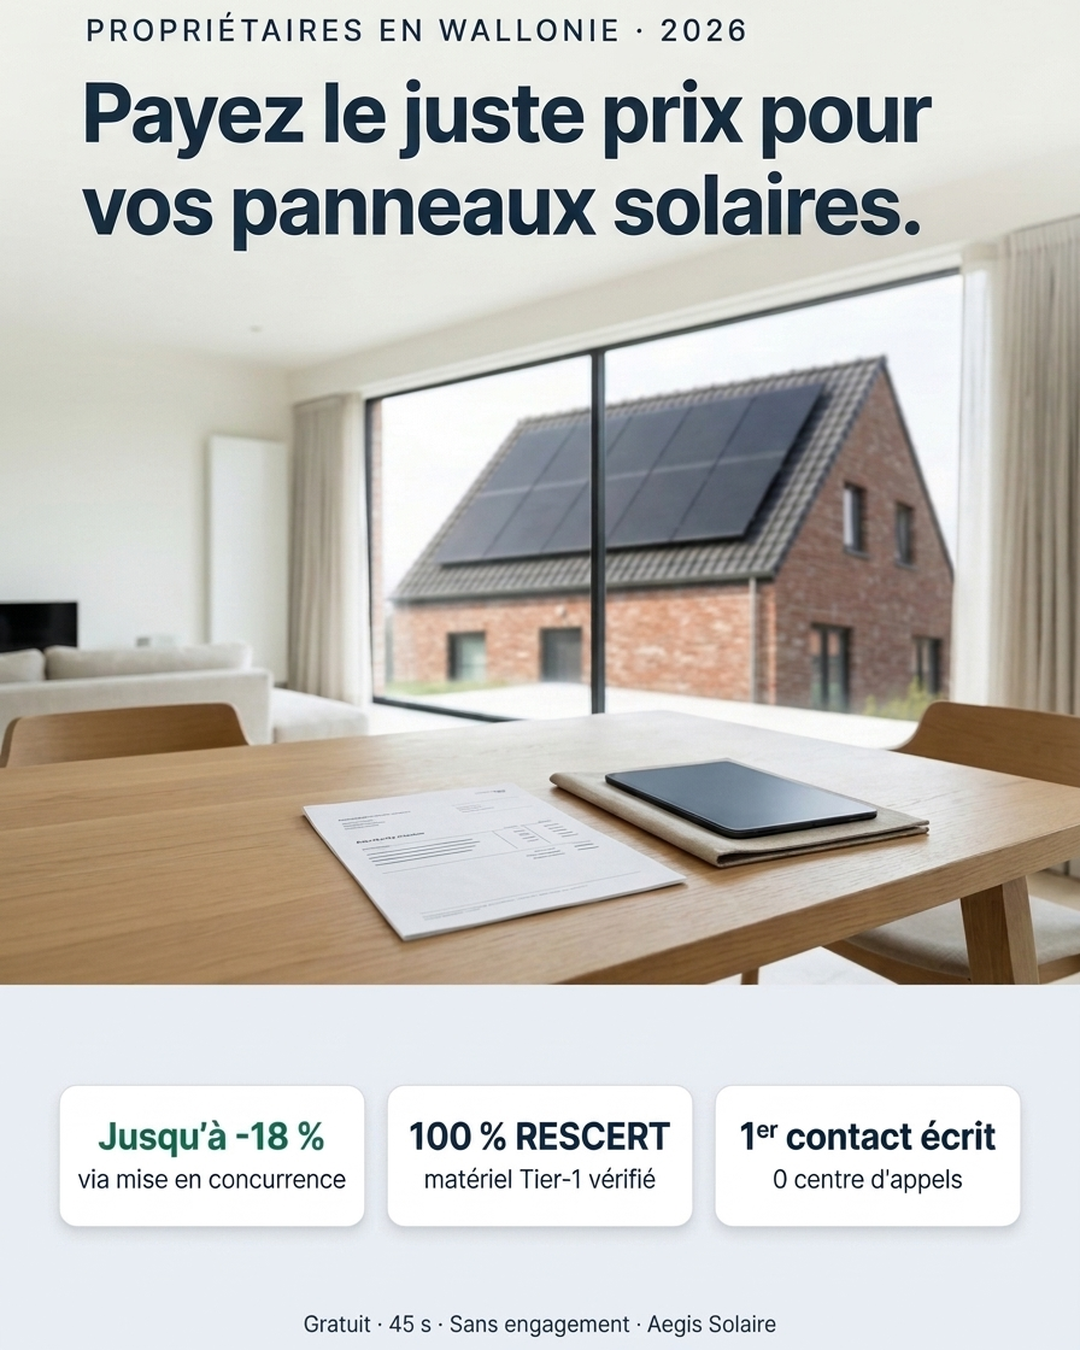 PROPRIÉTAIRES EN WALLONIE · 2026
Payez le juste prix pour
vos panneaux solaires.
Jusqu’à -18 %
via mise en concurrence
100 % RESCERT
matériel Tier-1 vérifié
1er contact écrit
0 centre d'appels
Gratuit · 45 s · Sans engagement · Aegis Solaire